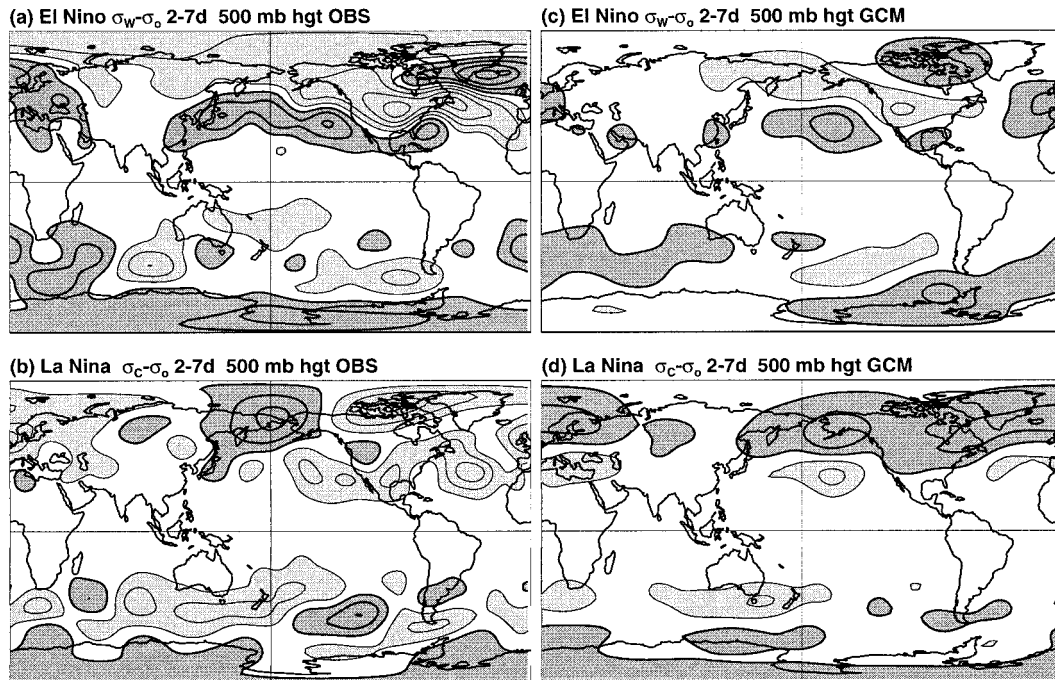 (a) El Nino σW-σo 2-7d 500 mb hgt OBS
(c) El Nino σW-σo 2-7d 500 mb hgt GCM
(b) La Nina σC-σo 2-7d 500 mb hgt OBS
(d) La Nina σC-σo 2-7d 500 mb hgt GCM